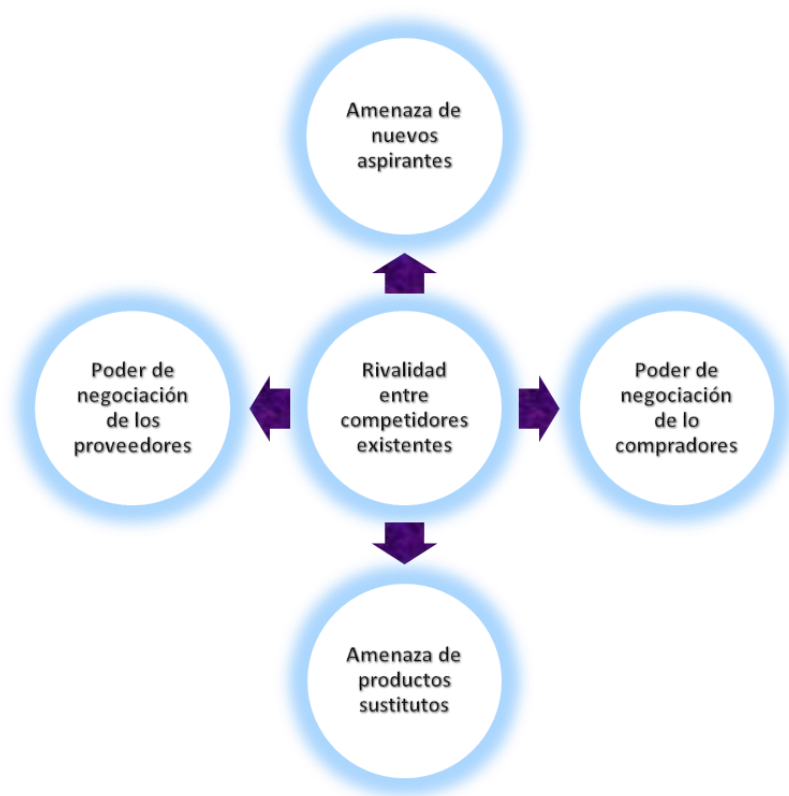 Amenaza de
nuevos
aspirantes
Poder de
negociación
de los
proveedores
Rivalidad
entre
competidores
existentes
Poder de
negociación
de lo
compradores
Amenaza de
productos
sustitutos